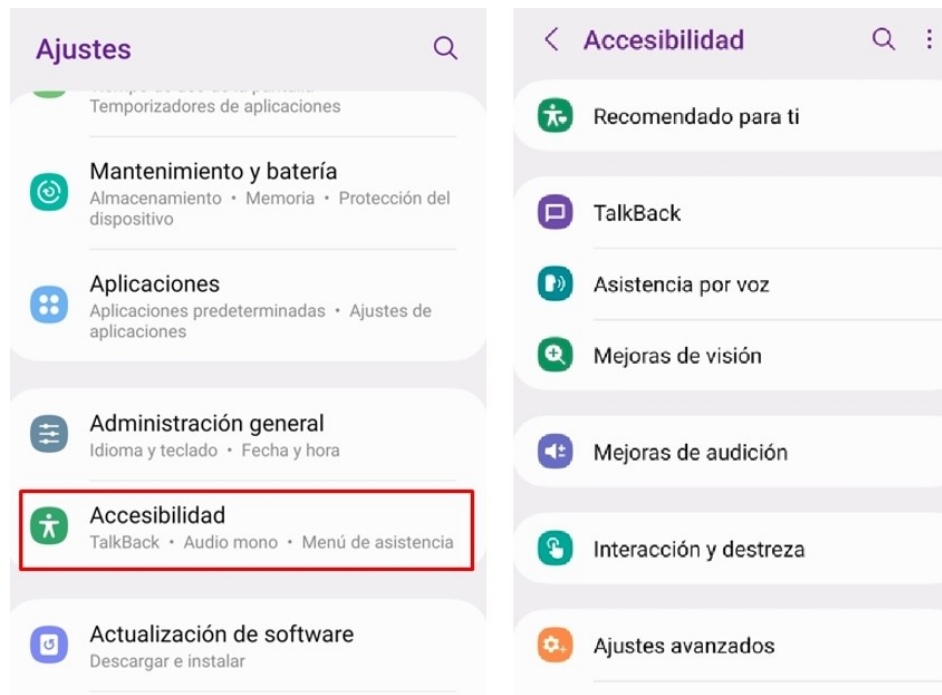 Ajustes
Temporizadores de aplicaciones
Mantenimiento y batería
Almacenamiento • Memoria • Protección del
dispositivo
Aplicaciones
Aplicaciones predeterminadas • Ajustes de
aplicaciones
Administración general
Idioma y teclado • Fecha y hora
Accesibilidad
TalkBack • Audio mono • Menú de asistencia
Actualización de software
Descargar e instalar
Accesibilidad
Recomendado para ti
TalkBack
Asistencia por voz
Mejoras de visión
Mejoras de audición
Interacción y destreza
Ajustes avanzados